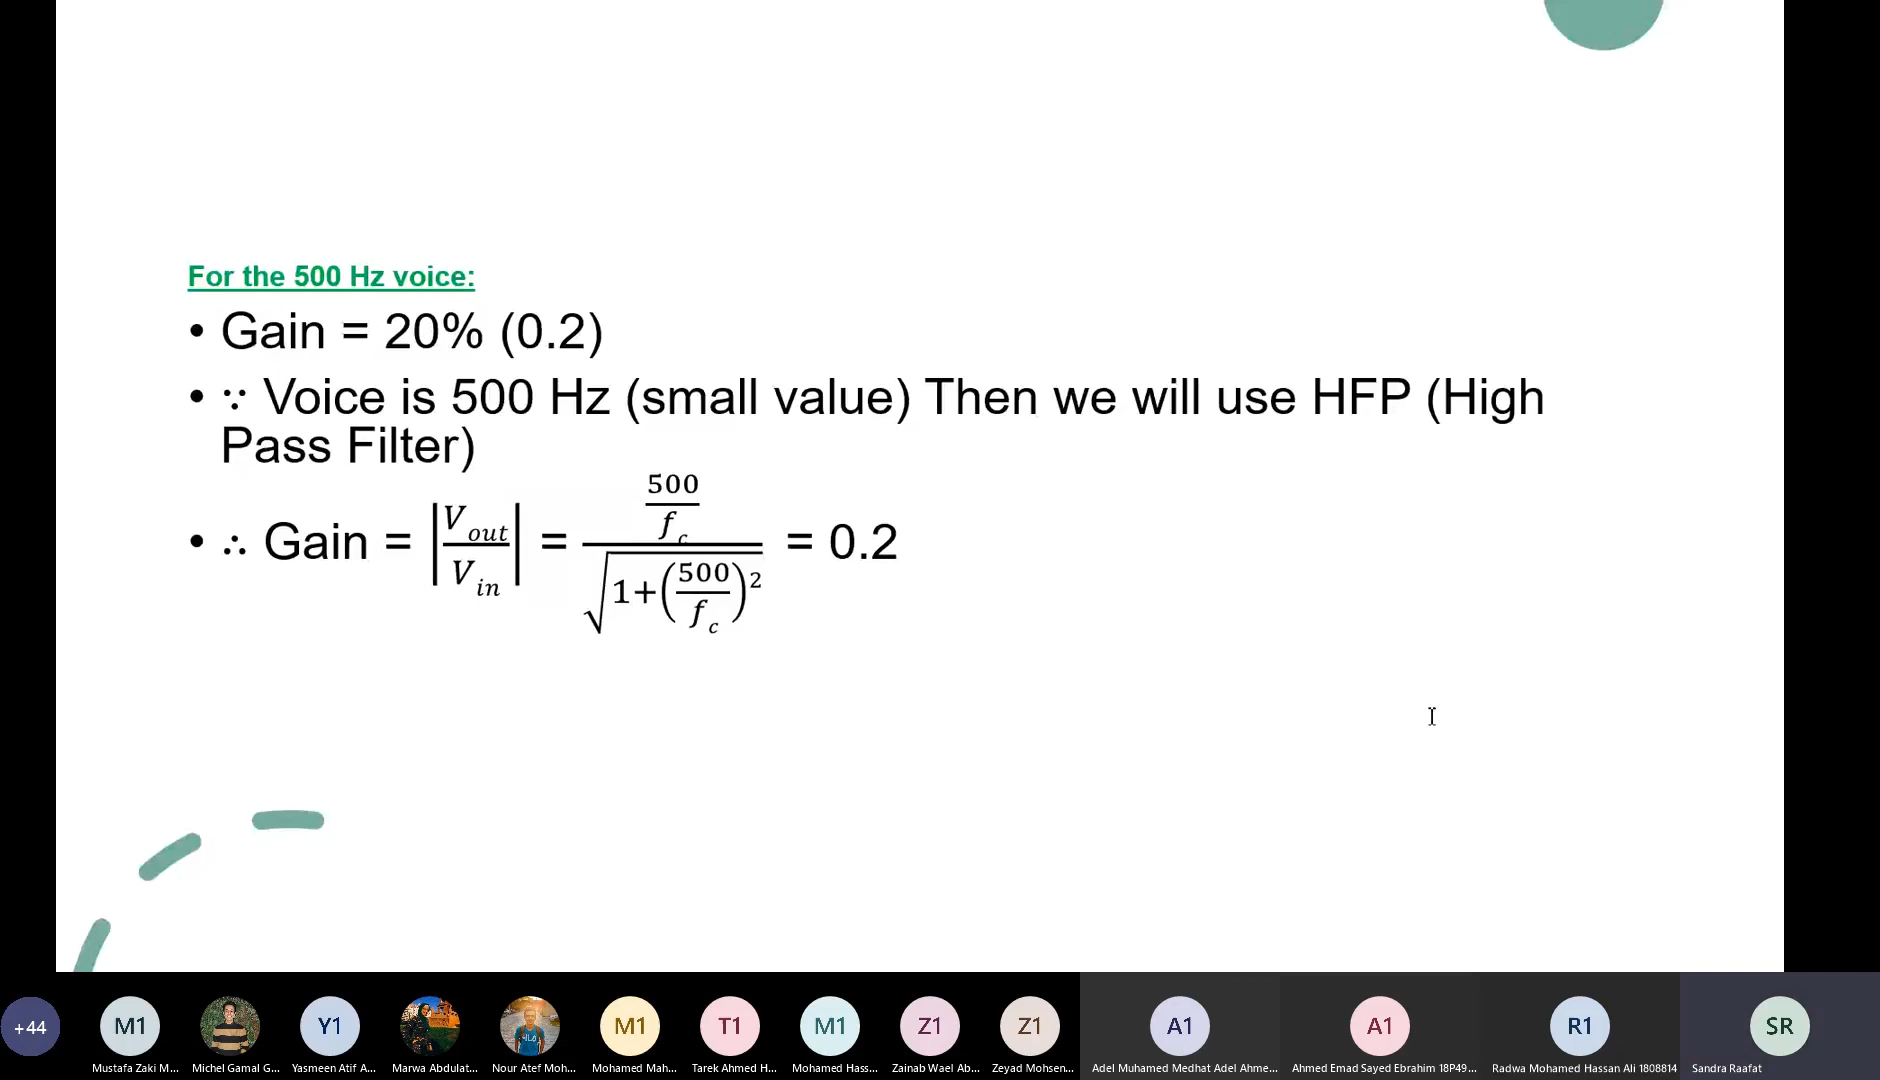 For the 500 Hz voice:
• Gain = 20% (0.2)
• ∵ Voice is 500 Hz (small value) Then we will use HFP (High
Pass Filter)
• ∴ Gain = |V_out / V_in| = (500 / f_c) / √(1+(500 / f_c)²) = 0.2
+44
M1
Y1
M1
T1
M1
Z1
Z1
A1
A1
R1
SR
Mustafa Zaki M...
Michel Gamal G...
Yasmeen Atif A...
Marwa Abdulat...
Nour Atef Moh...
Mohamed Mah...
Tarek Ahmed H...
Mohamed Hass...
Zainab Wael Ab...
Zeyad Mohsen...
Adel Muhamed Medhat Adel Ahme...
Ahmed Emad Sayed Ebrahim 18P49...
Radwa Mohamed Hassan Ali 1808814
Sandra Raafat